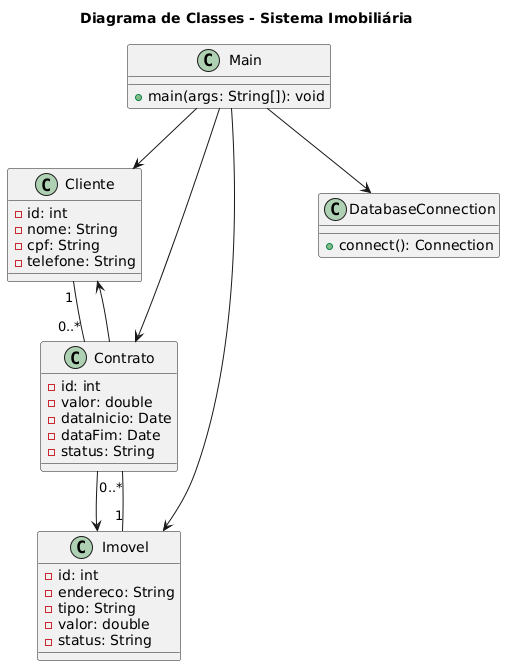 Diagrama de Classes - Sistema Imobiliária
C Main
main(args: String[]): void
C Cliente
id: int
nome: String
cpf: String
telefone: String
C DatabaseConnection
connect(): Connection
1
0..*
C Contrato
id: int
valor: double
dataInicio: Date
dataFim: Date
status: String
0..*
1
C Imovel
id: int
endereco: String
tipo: String
valor: double
status: String